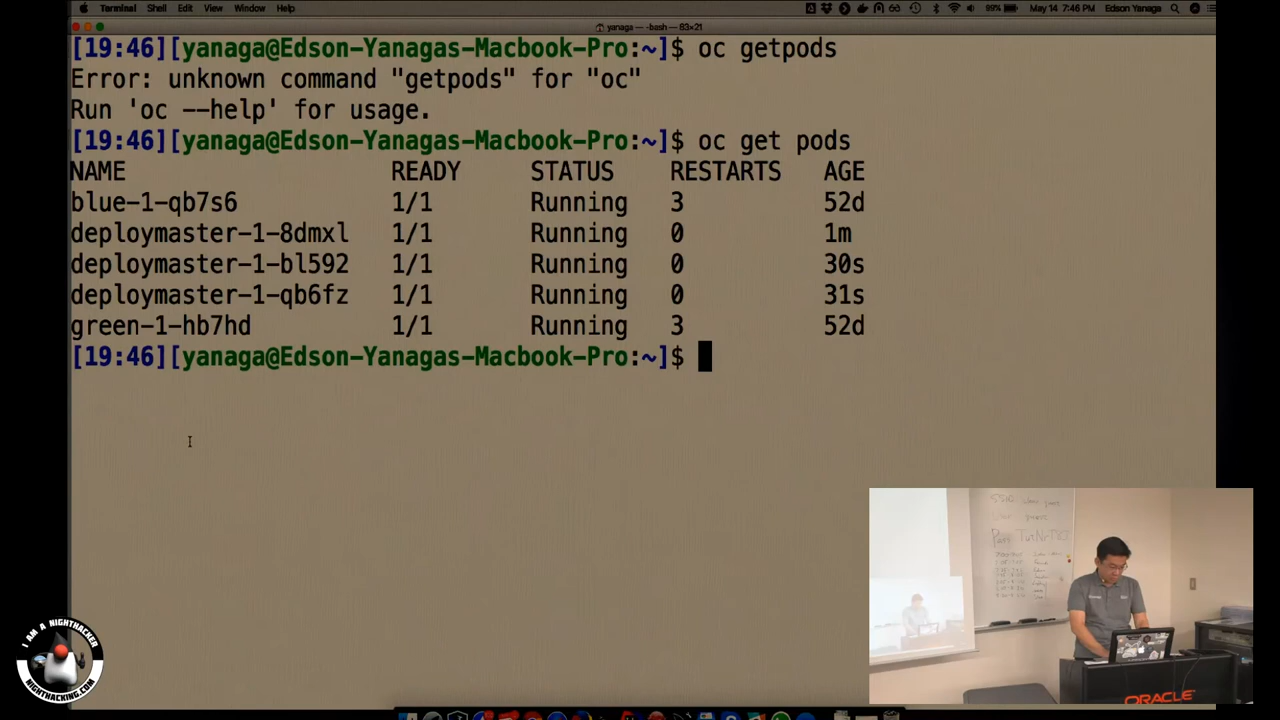 Terminal Shell Edit View Window Help 99% May 14 7:46 PM Edson Yanaga
yanaga — -bash — 83×21
[19:46][yanaga@Edson-Yanagas-Macbook-Pro:~]$ oc getpods
Error: unknown command "getpods" for "oc"
Run 'oc --help' for usage.
[19:46][yanaga@Edson-Yanagas-Macbook-Pro:~]$ oc get pods
NAME READY STATUS RESTARTS AGE
blue-1-qb7s6 1/1 Running 3 52d
deploymaster-1-8dmxl 1/1 Running 0 1m
deploymaster-1-bl592 1/1 Running 0 30s
deploymaster-1-qb6fz 1/1 Running 0 31s
green-1-hb7hd 1/1 Running 3 52d
[19:46][yanaga@Edson-Yanagas-Macbook-Pro:~]$
I AM A NIGHTHACKER
NIGHTHACKING.COM
ORACLE